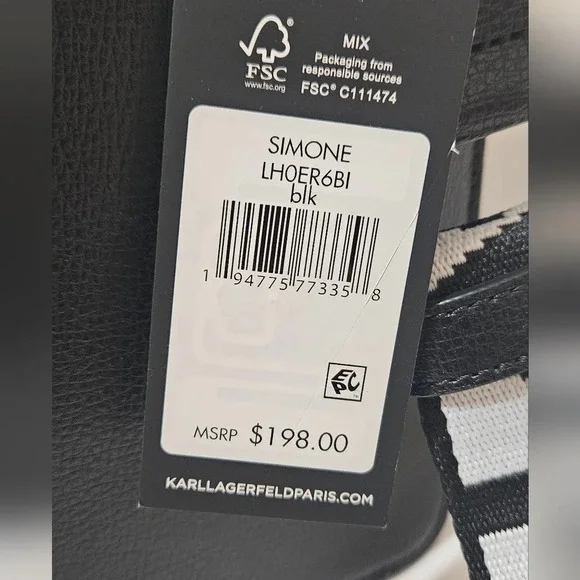 FSC
www.fsc.org
MIX
Packaging from
responsible sources
FSC® C111474
SIMONE
LH0ER6BI
blk
1 94775 77335 8
EPC
MSRP $198.00
KARLLAGERFELDPARIS.COM